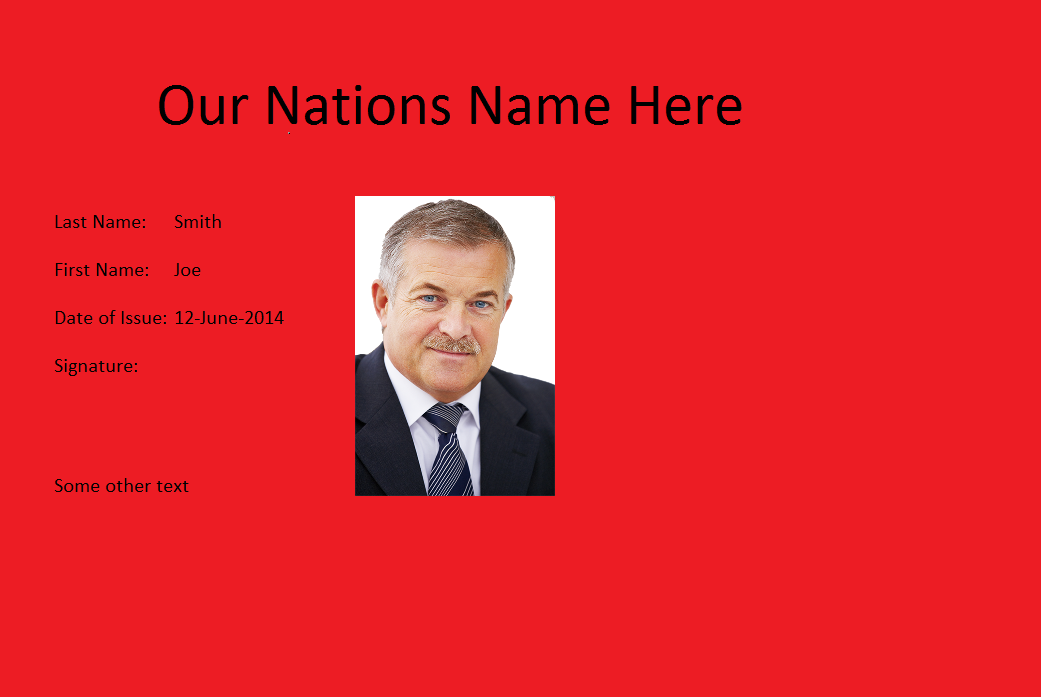 Our Nations Name Here
Last Name: Smith
First Name: Joe
Date of Issue: 12-June-2014
Signature:
Some other text